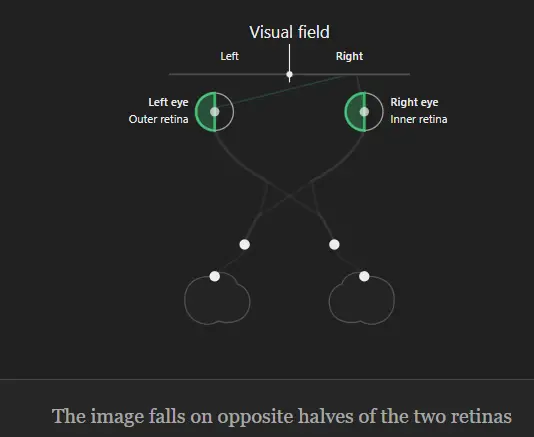 Visual field
Left
Right
Left eye
Outer retina
Right eye
Inner retina
The image falls on opposite halves of the two retinas